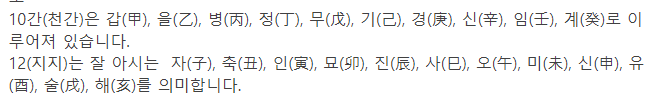 10간(천간)은 갑(甲), 을(乙), 병(丙), 정(丁), 무(戊), 기(己), 경(庚), 신(辛), 임(壬), 계(癸)로 이
루어져 있습니다.
12(지지)는 잘 아시는 자(子), 축(丑), 인(寅), 묘(卯), 진(辰), 사(巳), 오(午), 미(未), 신(申), 유
(酉), 술(戌), 해(亥)를 의미합니다.